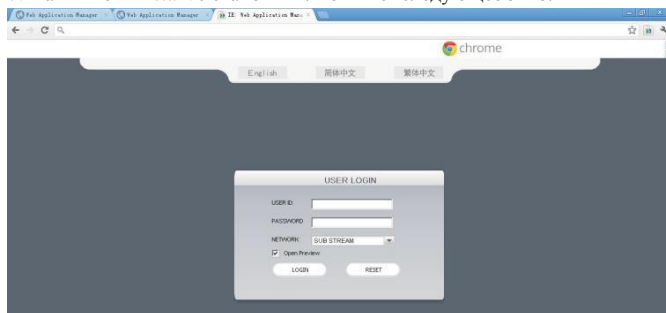 Web Application Manager
Web Application Manager
IE: Web Application Mana
chrome
English
简体中文
繁体中文
USER LOGIN
USER ID:
PASSWORD
NETWORK
SUB STREAM
Open Preview
LOGIN
RESET